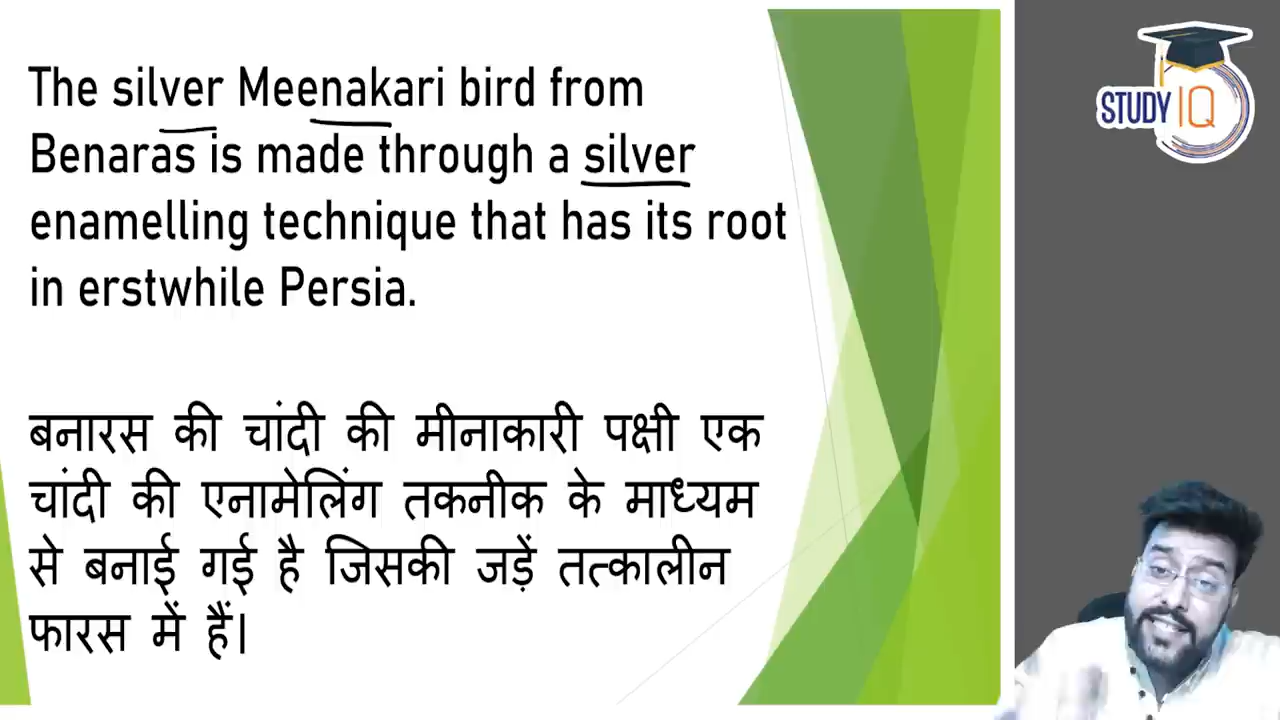 The silver Meenakari bird from
Benaras is made through a silver
enamelling technique that has its root
in erstwhile Persia.
बनारस की चांदी की मीनाकारी पक्षी एक
चांदी की एनामेलिंग तकनीक के माध्यम
से बनाई गई है जिसकी जड़ें तत्कालीन
फारस में हैं।
STUDY IQ